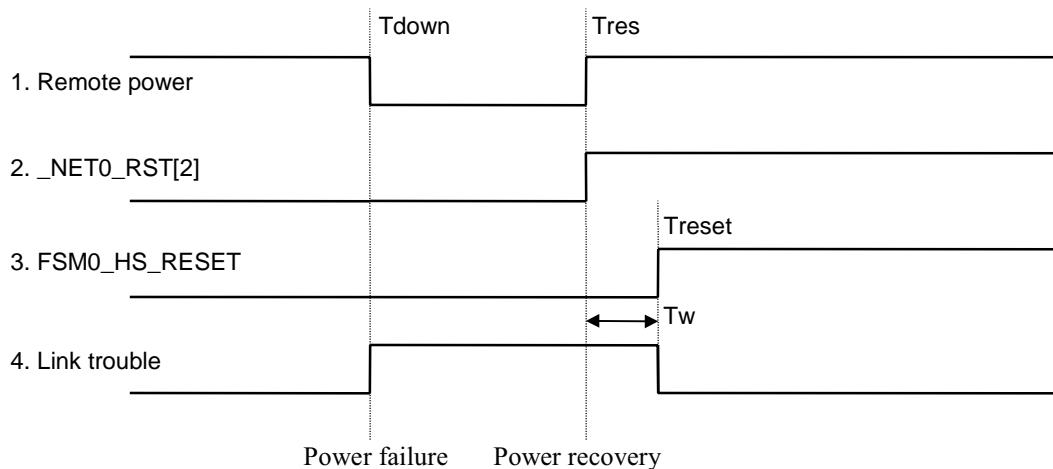 Tdown
Tres
1. Remote power
2. _NET0_RST[2]
Treset
3. FSM0_HS_RESET
Tw
4. Link trouble
Power failure
Power recovery